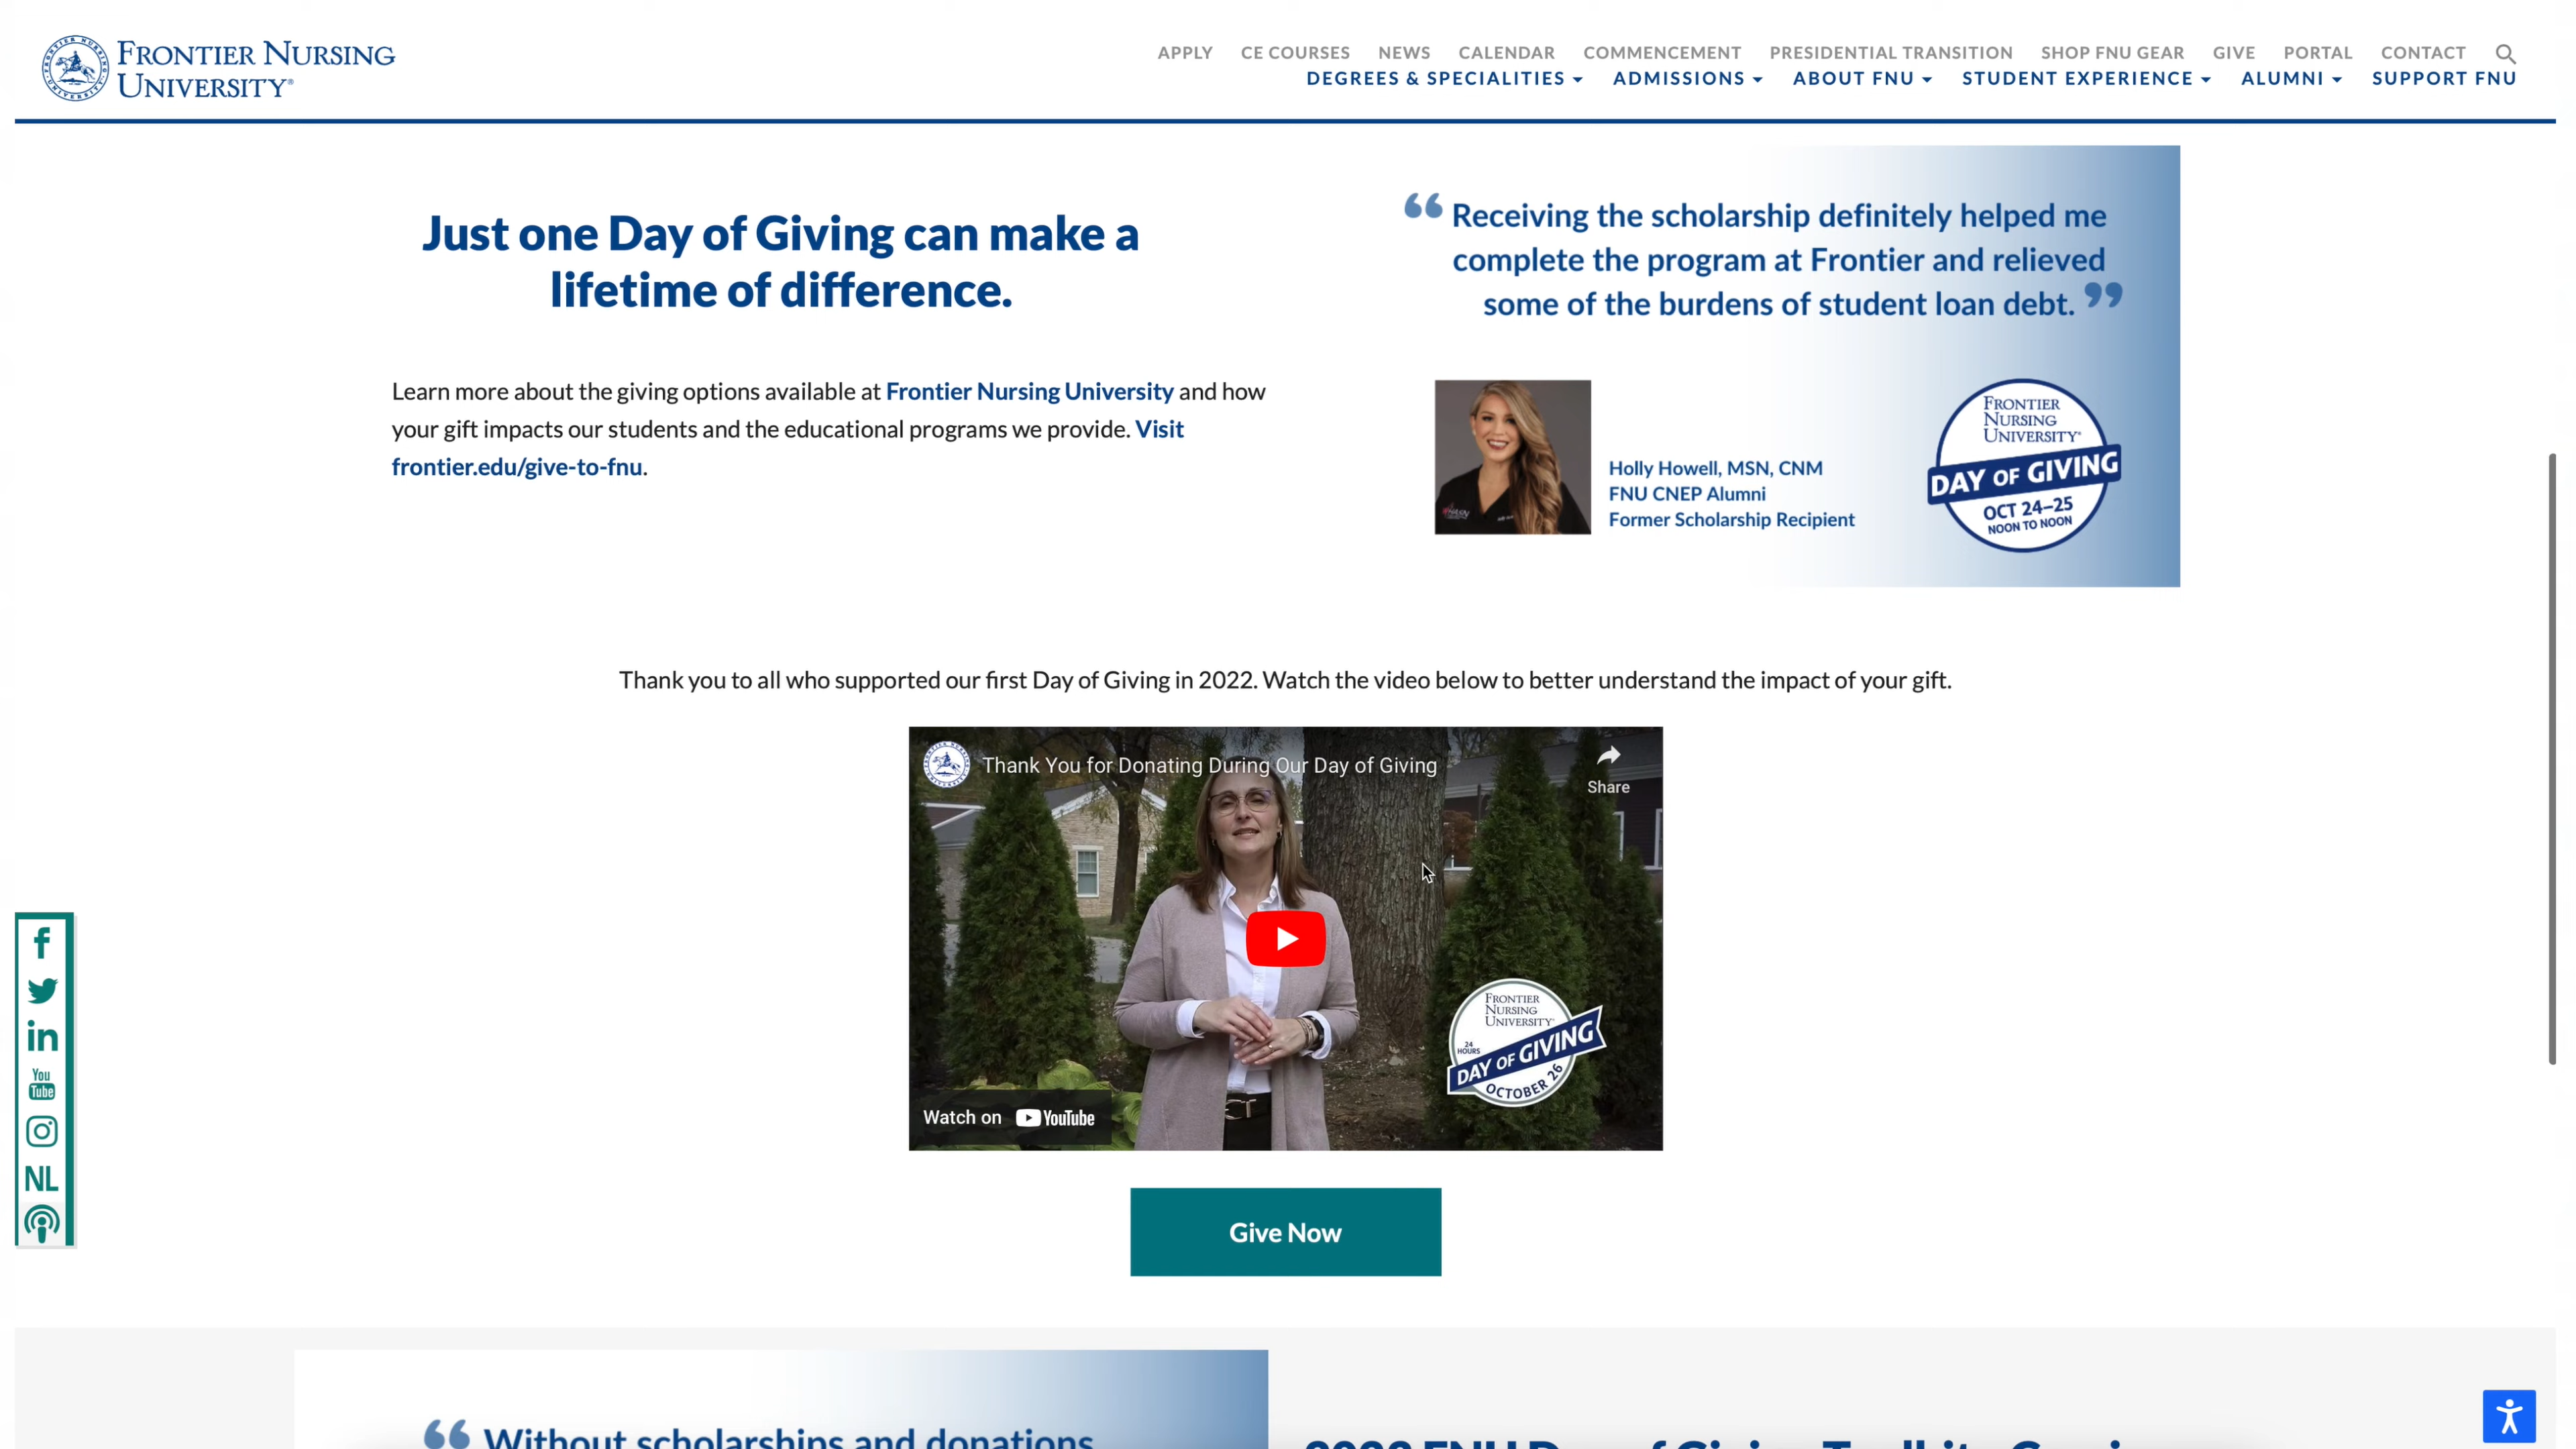 FRONTIER NURSING
UNIVERSITY®
APPLY CE COURSES NEWS CALENDAR COMMENCEMENT PRESIDENTIAL TRANSITION SHOP FNU GEAR GIVE PORTAL CONTACT
DEGREES & SPECIALITIES ADMISSIONS ABOUT FNU STUDENT EXPERIENCE ALUMNI SUPPORT FNU
Just one Day of Giving can make a
lifetime of difference.
Learn more about the giving options available at Frontier Nursing University and how
your gift impacts our students and the educational programs we provide. Visit
frontier.edu/give-to-fnu.
“Receiving the scholarship definitely helped me
complete the program at Frontier and relieved
some of the burdens of student loan debt.”
Holly Howell, MSN, CNM
FNU CNEP Alumni
Former Scholarship Recipient
FRONTIER
NURSING
UNIVERSITY®
DAY OF GIVING
OCT 24–25
NOON TO NOON
Thank you to all who supported our first Day of Giving in 2022. Watch the video below to better understand the impact of your gift.
Thank You for Donating During Our Day of Giving
Share
FRONTIER
NURSING
UNIVERSITY
24
HOURS
DAY OF GIVING
OCTOBER 26
Watch on YouTube
You
Tube
NL
Give Now
“Without scholarships and donations